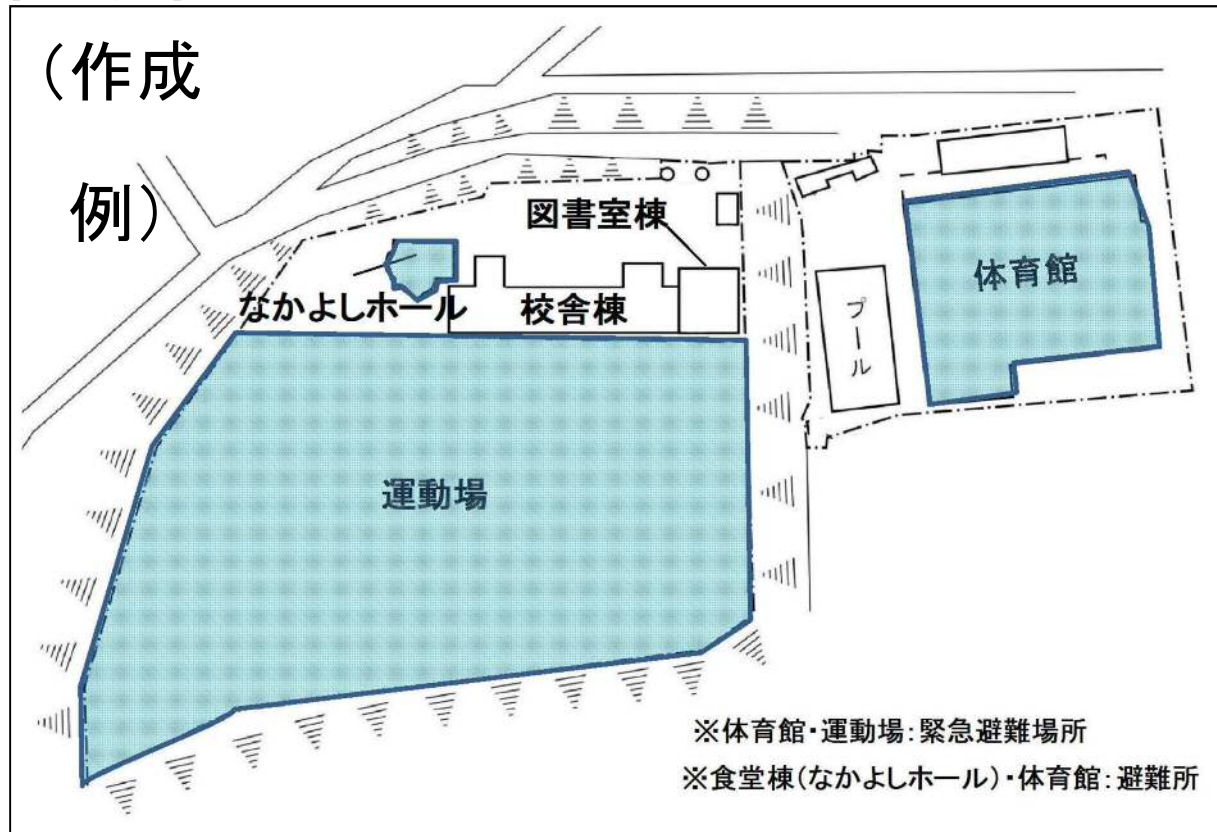 （作成
例）
図書室棟
なかよしホール
校舎棟
体育館
プール
運動場
※体育館・運動場：緊急避難場所
※食堂棟（なかよしホール）・体育館：避難所